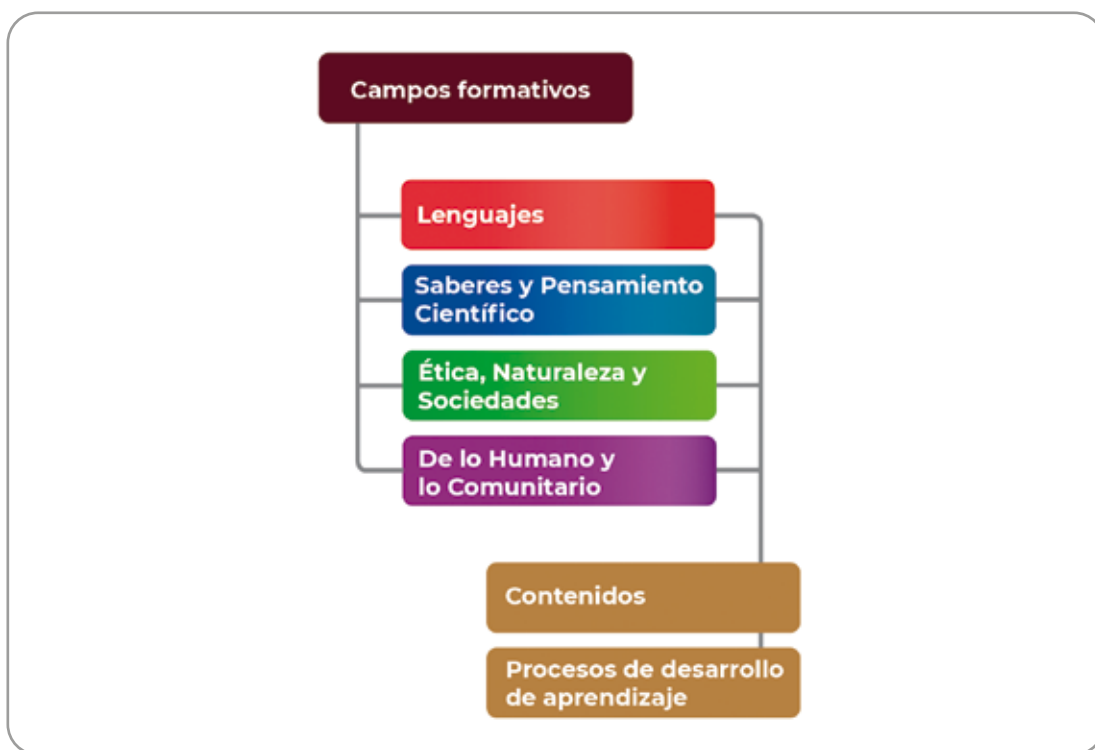 Campos formativos
Lenguajes
Saberes y Pensamiento
Científico
Ética, Naturaleza y
Sociedades
De lo Humano y
lo Comunitario
Contenidos
Procesos de desarrollo
de aprendizaje